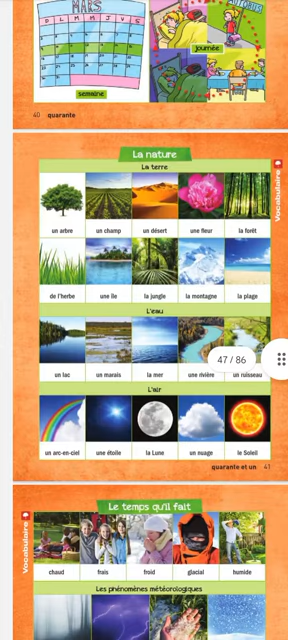 MARS
D L M M J V S
AUTOBUS
semaine
journée
40 quarante
La nature
Vocabulaire
La terre
un arbre un champ un désert une fleur la forêt
de l'herbe une île la jungle la montagne la plage
L'eau
un lac un marais la mer une rivière un ruisseau
47 / 86
L'air
un arc-en-ciel une étoile la Lune un nuage le Soleil
quarante et un 41
Le temps qu'il fait
Vocabulaire
chaud frais froid glacial humide
Les phénomènes météorologiques